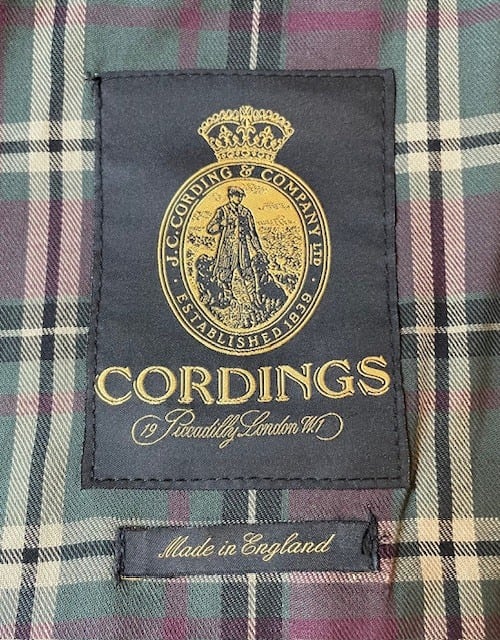 J.C. CORDING & COMPANY LTD
· ESTABLISHED 1839 ·
CORDINGS
19 Piccadilly London W1
Made in England